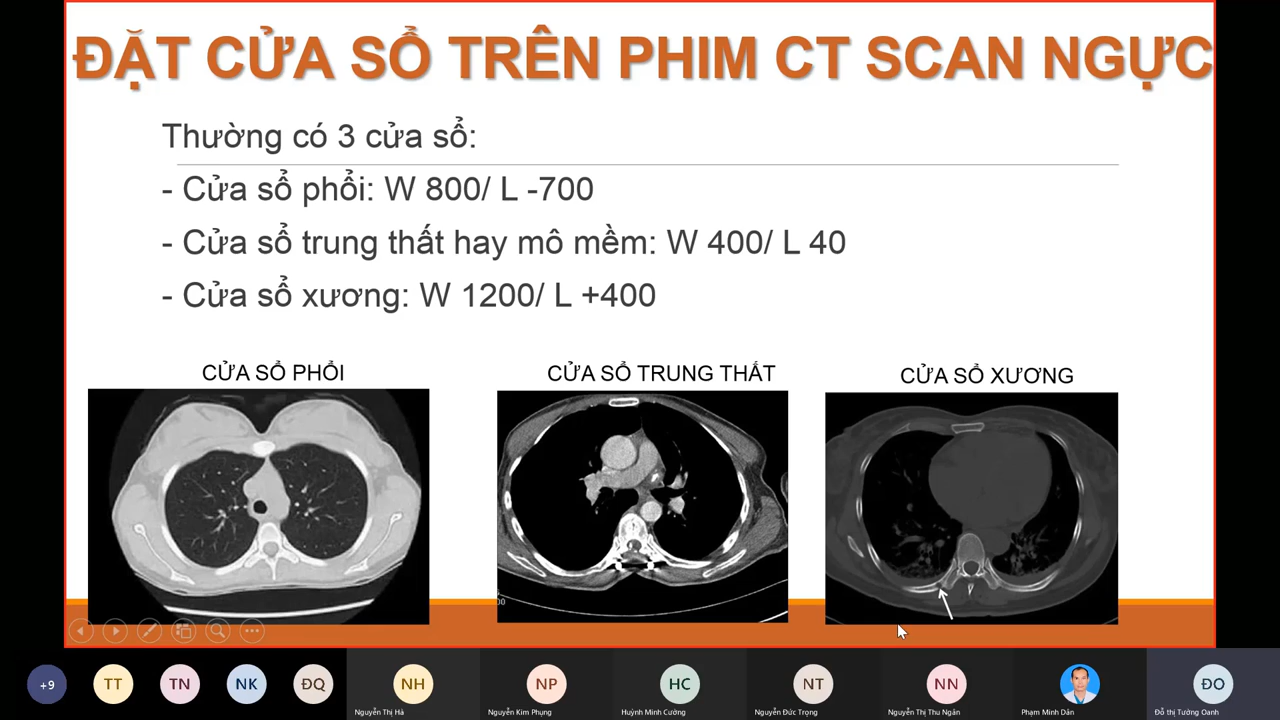 ĐẶT CỬA SỔ TRÊN PHIM CT SCAN NGỰC
Thường có 3 cửa sổ:
- Cửa sổ phổi: W 800/ L -700
- Cửa sổ trung thất hay mô mềm: W 400/ L 40
- Cửa sổ xương: W 1200/ L +400
CỬA SỔ PHỔI
CỬA SỔ TRUNG THẤT
CỬA SỔ XƯƠNG
00
+9
TT
TN
NK
ĐQ
NH
NP
HC
NT
NN
ĐO
Nguyễn Thị Hà
Nguyễn Kim Phụng
Huỳnh Minh Cường
Nguyễn Đức Trọng
Nguyễn Thị Thu Ngân
Phạm Minh Dân
Đỗ thị Tường Oanh